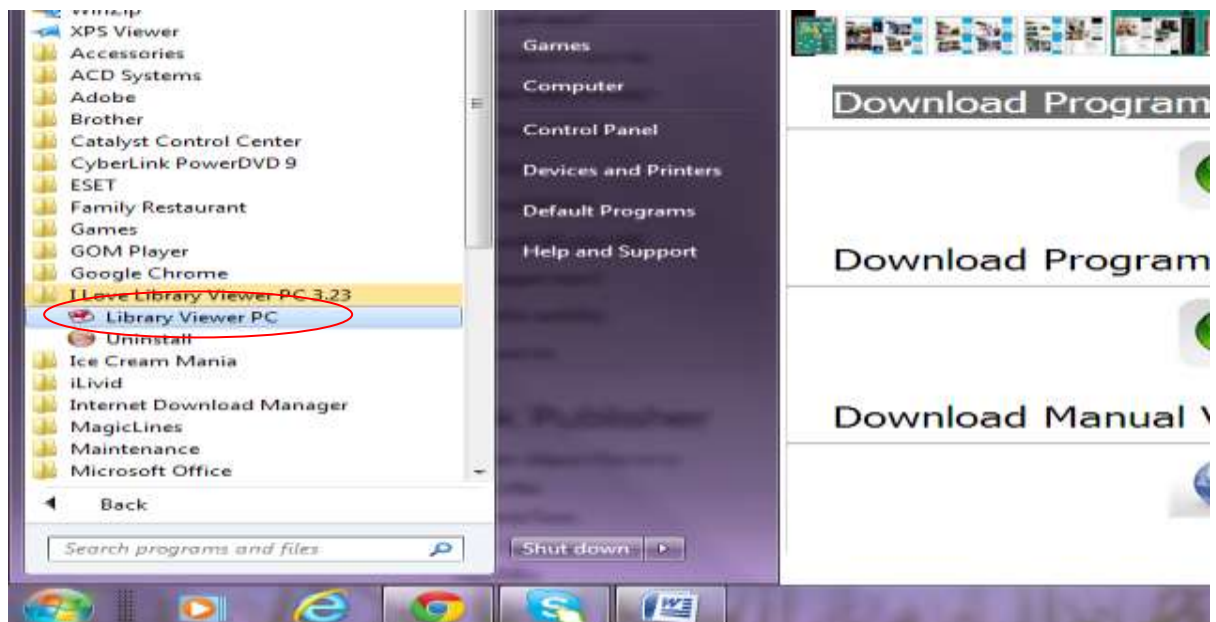 WinZip
XPS Viewer
Accessories
ACD Systems
Adobe
Brother
Catalyst Control Center
CyberLink PowerDVD 9
ESET
Family Restaurant
Games
GOM Player
Google Chrome
I Love Library Viewer PC 3.23
Library Viewer PC
Uninstall
Ice Cream Mania
iLivid
Internet Download Manager
MagicLines
Maintenance
Microsoft Office
Back
Search programs and files
Games
Computer
Control Panel
Devices and Printers
Default Programs
Help and Support
Shut down
Download Program
Download Program
Download Manual